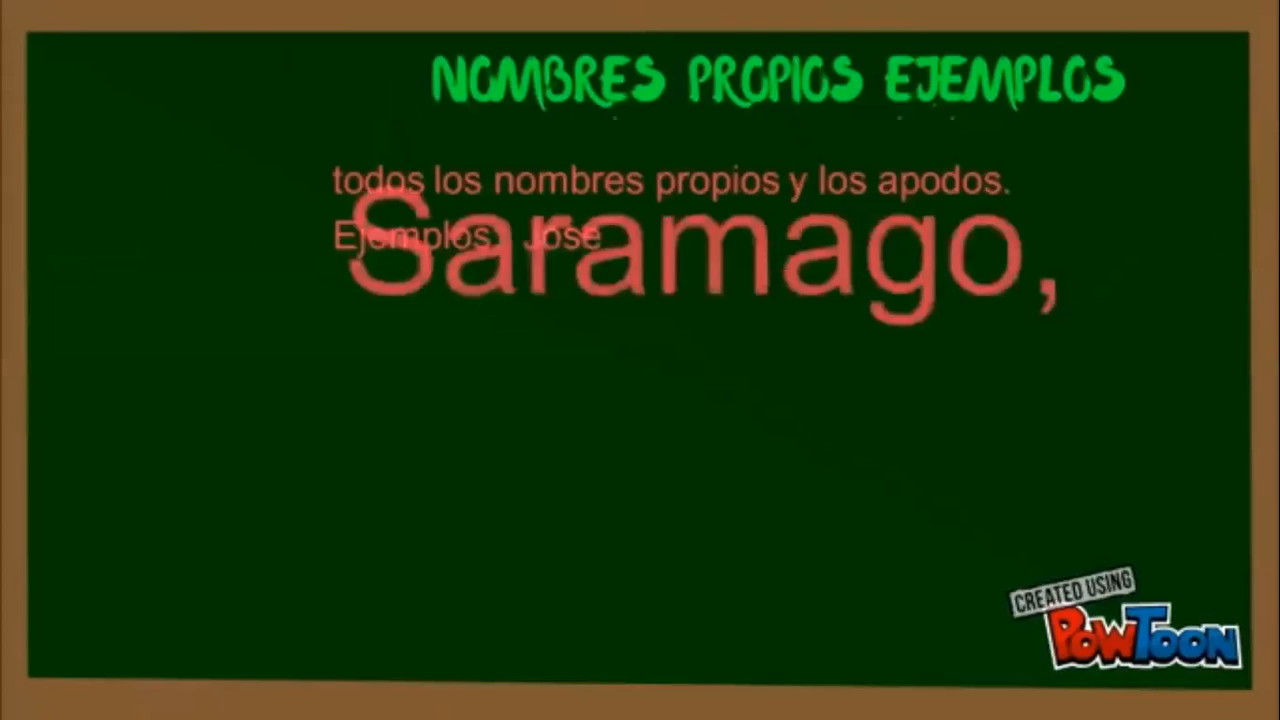 NOMBRES PROPIOS EJEMPLOS
todos los nombres propios y los apodos.
Ejemplos: José
Saramago,
CREATED USING
POWTOON